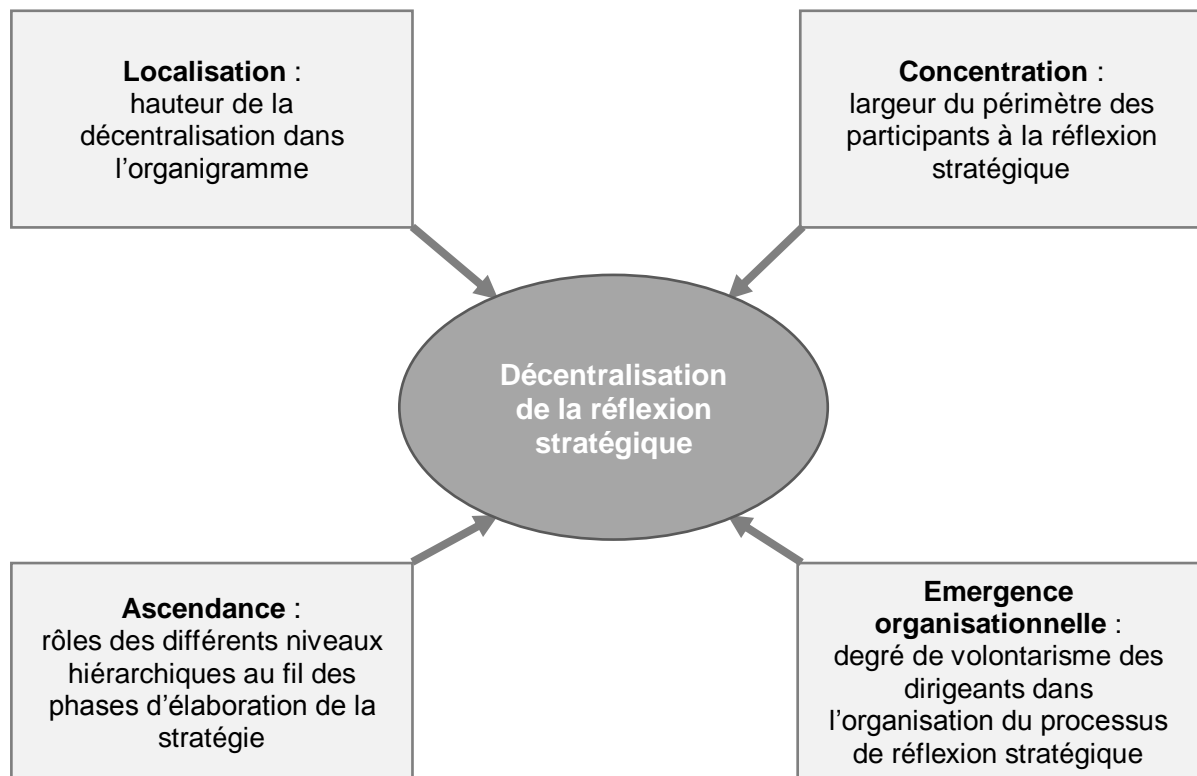 Localisation :
hauteur de la
décentralisation dans
l’organigramme
Concentration :
largeur du périmètre des
participants à la réflexion
stratégique
Décentralisation
de la réflexion
stratégique
Ascendance :
rôles des différents niveaux
hiérarchiques au fil des
phases d’élaboration de la
stratégie
Emergence
organisationnelle :
degré de volontarisme des
dirigeants dans
l’organisation du processus
de réflexion stratégique